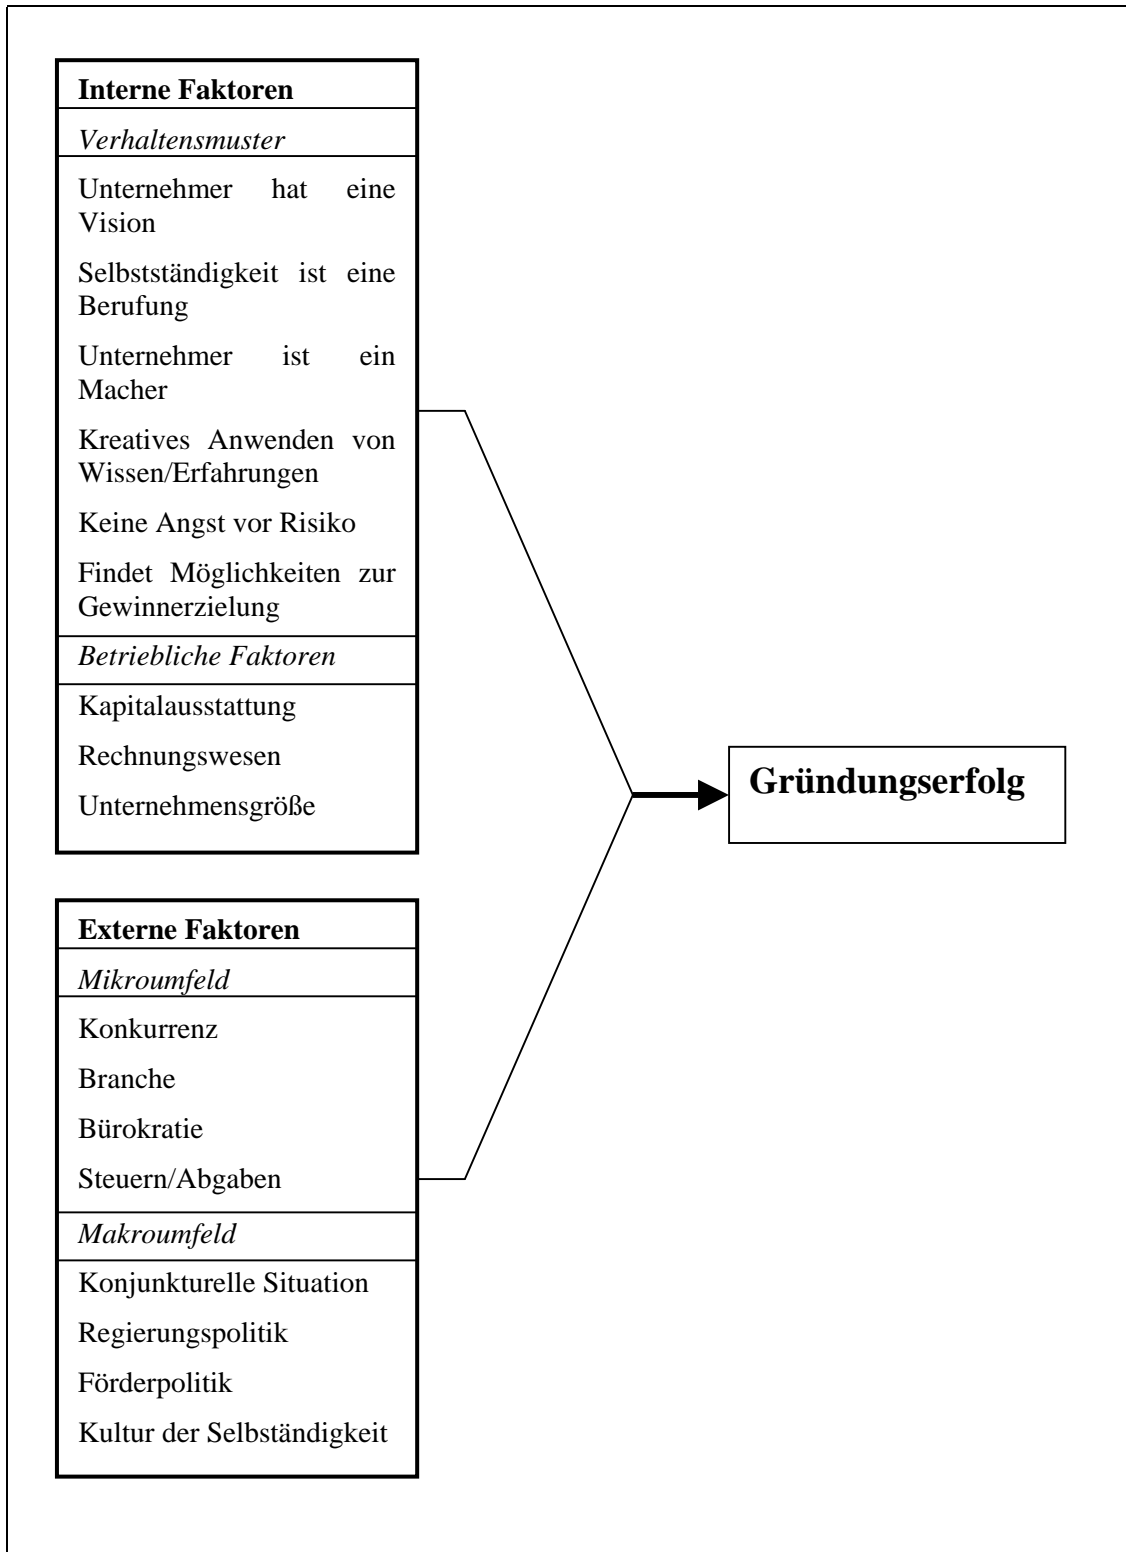 Interne Faktoren
Verhaltensmuster
Unternehmer hat eine
Vision
Selbstständigkeit ist eine
Berufung
Unternehmer ist ein
Macher
Kreatives Anwenden von
Wissen/Erfahrungen
Keine Angst vor Risiko
Findet Möglichkeiten zur
Gewinnerzielung
Betriebliche Faktoren
Kapitalausstattung
Rechnungswesen
Unternehmensgröße
Gründungserfolg
Externe Faktoren
Mikroumfeld
Konkurrenz
Branche
Bürokratie
Steuern/Abgaben
Makroumfeld
Konjunkturelle Situation
Regierungspolitik
Förderpolitik
Kultur der Selbständigkeit